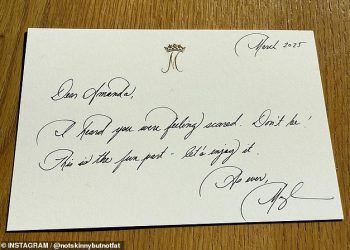 M
March 2025
Dear Amanda,
I heard you were feeling scared. Don't be!
This is the fun part - let's enjoy it.
As ever,
© INSTAGRAM / @notskinnybutnotfat